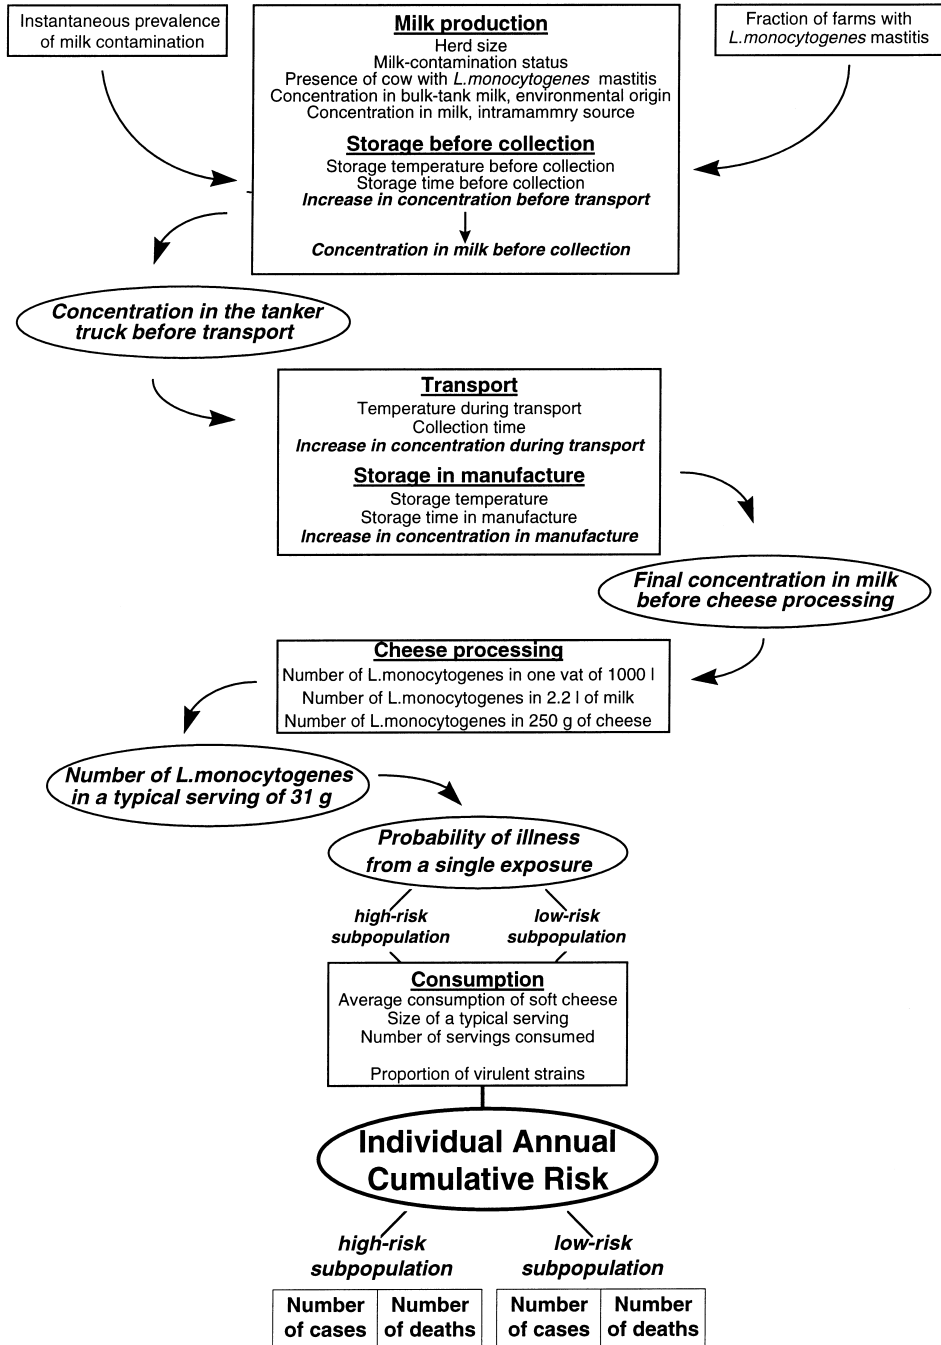 Instantaneous prevalence
of milk contamination
Milk production
Herd size
Milk-contamination status
Presence of cow with L.monocytogenes mastitis
Concentration in bulk-tank milk, environmental origin
Concentration in milk, intramammry source
Storage before collection
Storage temperature before collection
Storage time before collection
Increase in concentration before transport
Concentration in milk before collection
Fraction of farms with
L.monocytogenes mastitis
Concentration in the tanker
truck before transport
Transport
Temperature during transport
Collection time
Increase in concentration during transport
Storage in manufacture
Storage temperature
Storage time in manufacture
Increase in concentration in manufacture
Final concentration in milk
before cheese processing
Cheese processing
Number of L.monocytogenes in one vat of 1000 l
Number of L.monocytogenes in 2.2 l of milk
Number of L.monocytogenes in 250 g of cheese
Number of L.monocytogenes
in a typical serving of 31 g
Probability of illness
from a single exposure
high-risk
subpopulation
low-risk
subpopulation
Consumption
Average consumption of soft cheese
Size of a typical serving
Number of servings consumed
Proportion of virulent strains
Individual Annual
Cumulative Risk
high-risk
subpopulation
low-risk
subpopulation
Number
of cases
Number
of deaths
Number
of cases
Number
of deaths